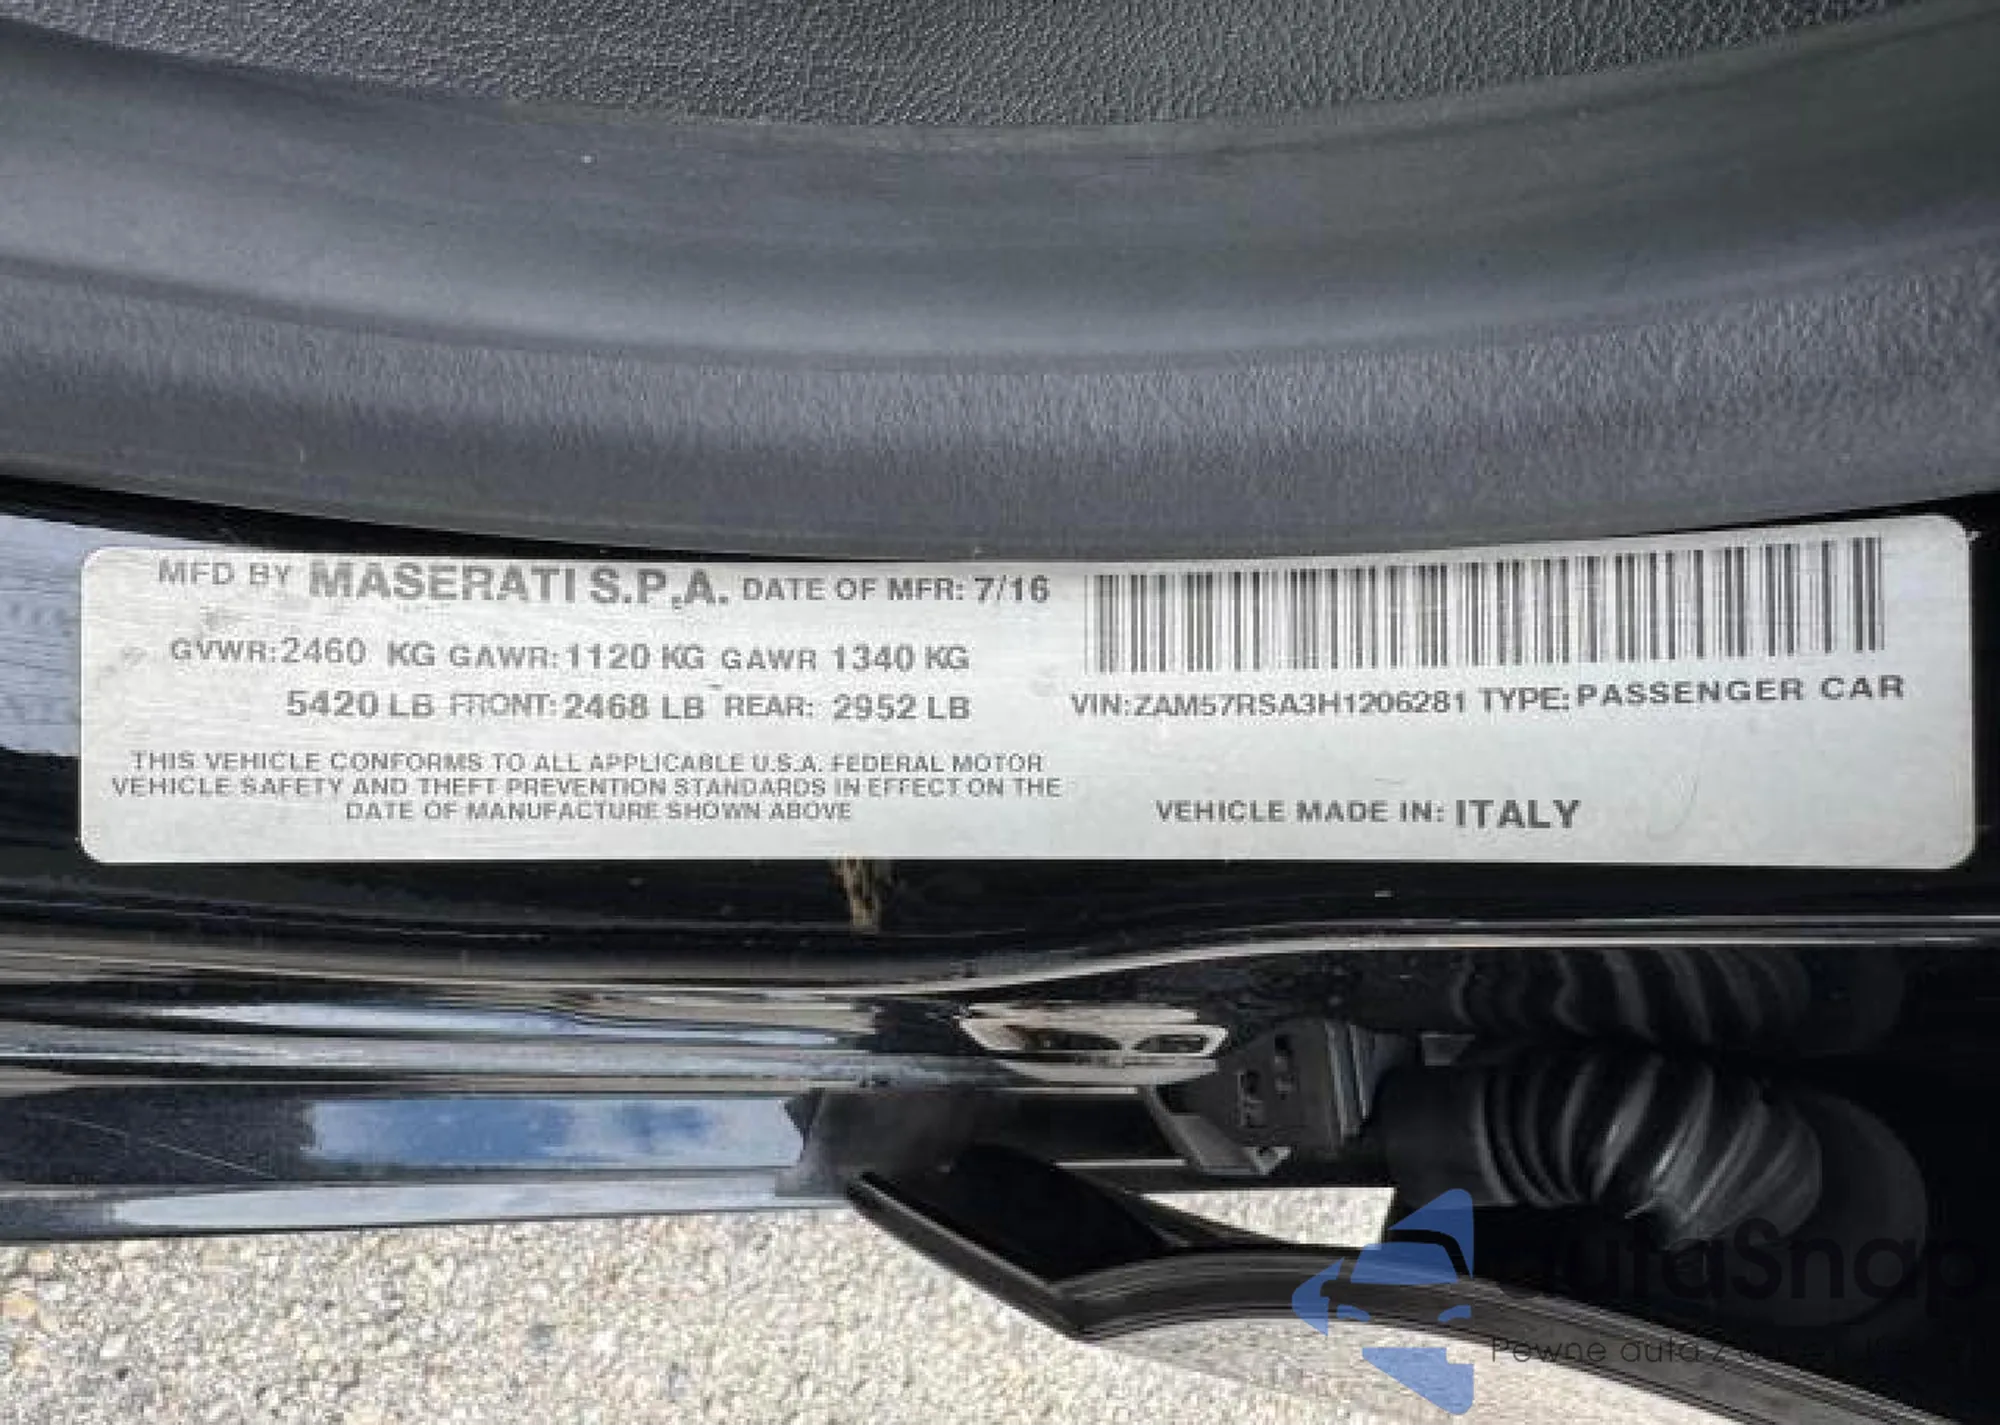 MFD BY MASERATI S.P.A. DATE OF MFR: 7/16
GVWR:2460 KG GAWR:1120 KG GAWR 1340 KG
5420 LB FRONT:2468 LB REAR: 2952 LB
THIS VEHICLE CONFORMS TO ALL APPLICABLE U.S.A. FEDERAL MOTOR
VEHICLE SAFETY AND THEFT PREVENTION STANDARDS IN EFFECT ON THE
DATE OF MANUFACTURE SHOWN ABOVE
VIN:ZAM57RSA3H1206281 TYPE:PASSENGER CAR
VEHICLE MADE IN: ITALY
autaSnap
Pewne auta z